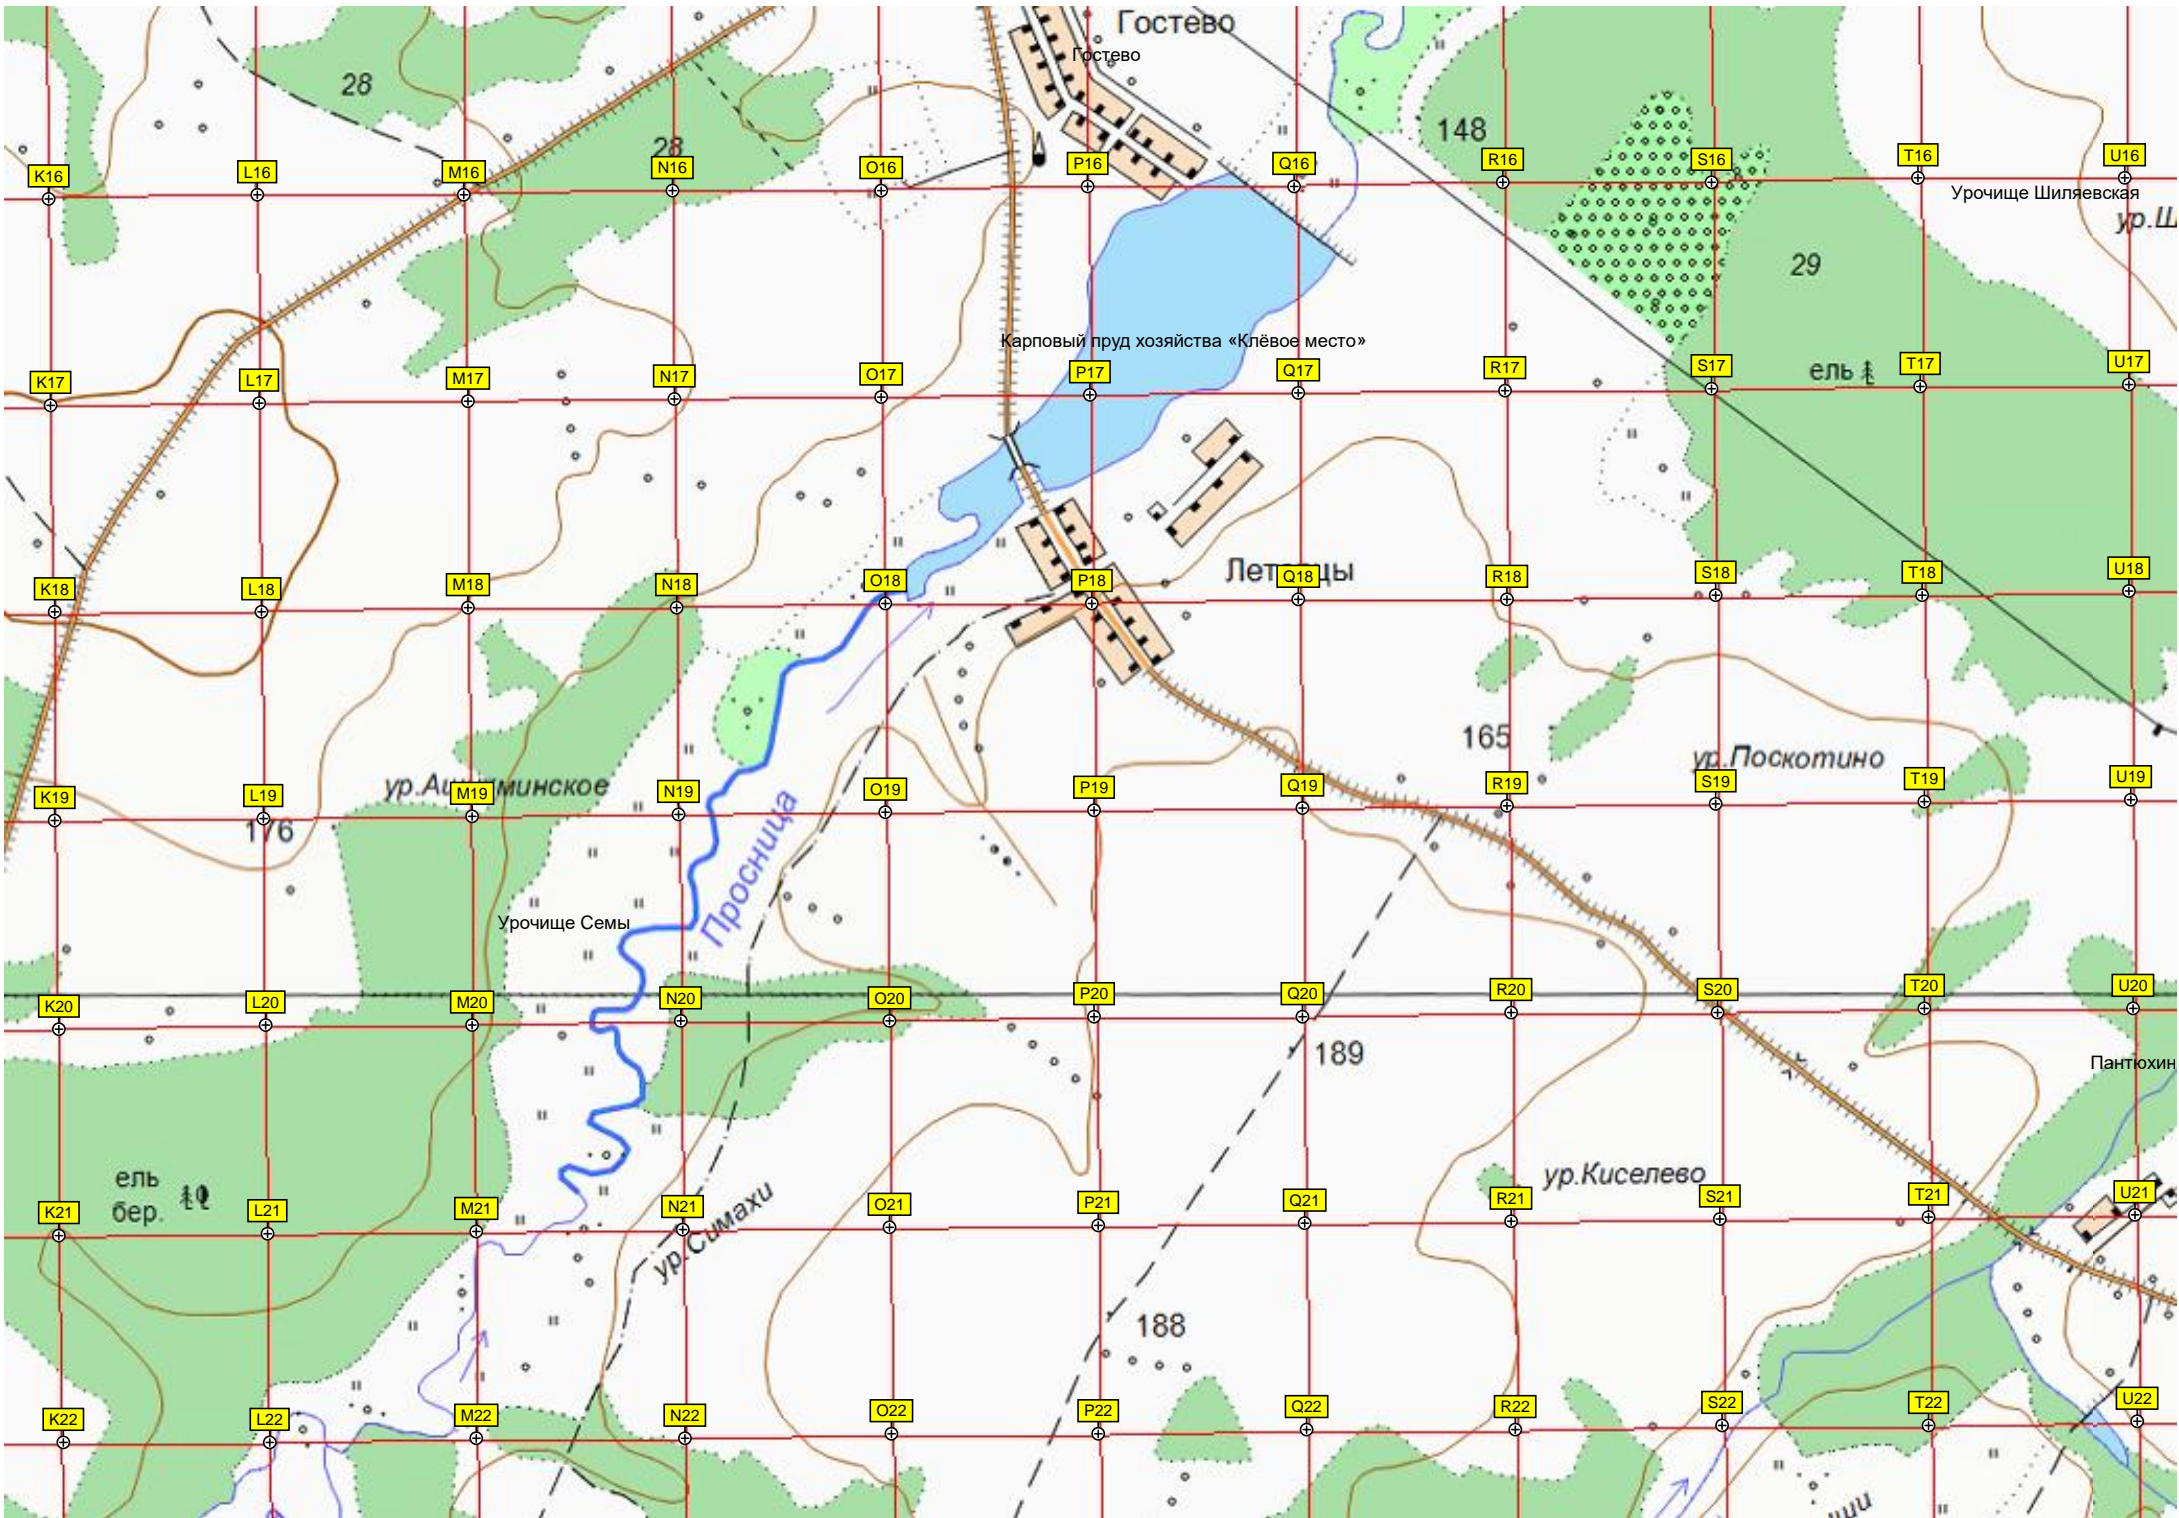 Гостево
Гостево
28
148
28
K16 L16 M16 N16 O16 P16 Q16 R16 S16 T16 U16
Урочище Шиляевская
ур.Ш
29
Карповый пруд хозяйства «Клёвое место»
ель
K17 L17 M17 N17 O17 P17 Q17 R17 S17 T17 U17
K18 L18 M18 N18 O18 P18 Q18 R18 S18 T18 U18
165
ур.Поскотино
K19 L19 M19 N19 O19 P19 Q19 R19 S19 T19 U19
176
Просница
Урочище Семы
K20 L20 M20 N20 O20 P20 Q20 R20 S20 T20 U20
189
Пантюхин
ель
бер.
ур.Киселево
K21 L21 M21 N21 O21 P21 Q21 R21 S21 T21 U21
ур.Симахи
188
K22 L22 M22 N22 O22 P22 Q22 R22 S22 T22 U22